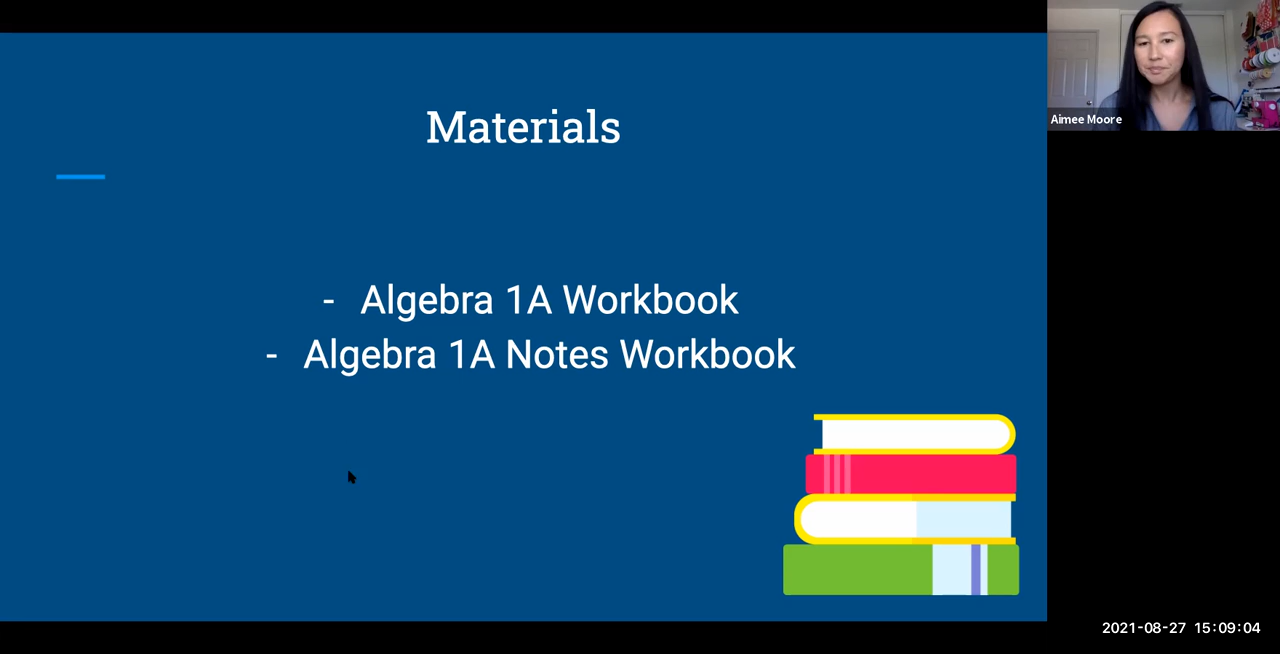 Materials
- Algebra 1A Workbook
- Algebra 1A Notes Workbook
Aimee Moore
2021-08-27 15:09:04